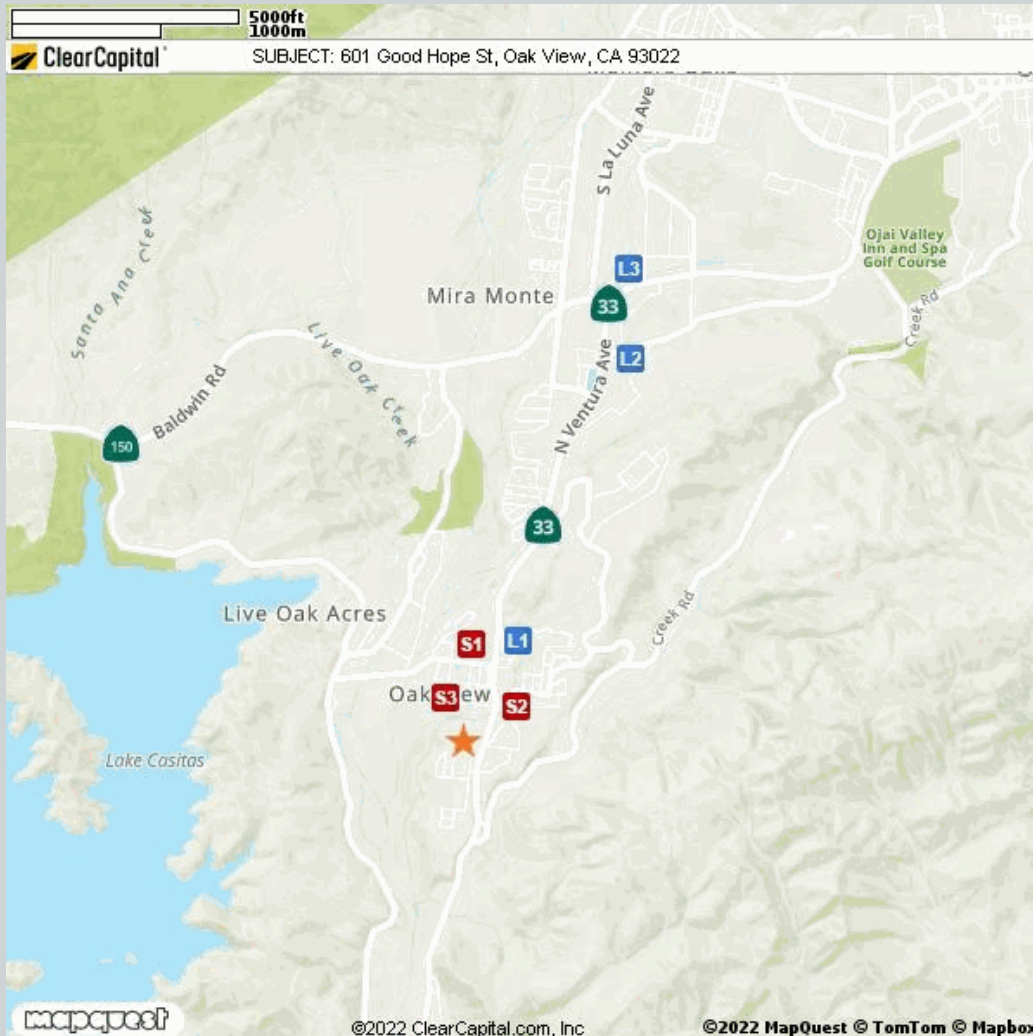 5000ft
1000m
ClearCapital
SUBJECT: 601 Good Hope St, Oak View, CA 93022
S La Luna Ave
Ojai Valley
Inn and Spa
Golf Course
Santa Ana Creek
L3
Mira Monte
33
Creek Rd
Live Oak Creek
L2
Baldwin Rd
N Ventura Ave
150
33
Live Oak Acres
Creek Rd
S1
L1
Oak
S3
ew
S2
Lake Casitas
mapquest
©2022 ClearCapital.com, Inc
©2022 MapQuest © TomTom © Mapbox